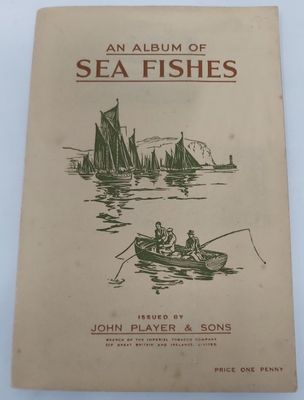 AN ALBUM OF
SEA FISHES
ISSUED BY
JOHN PLAYER & SONS
BRANCH OF THE IMPERIAL TOBACCO COMPANY
(OF GREAT BRITAIN AND IRELAND), LIMITED
PRICE ONE PENNY